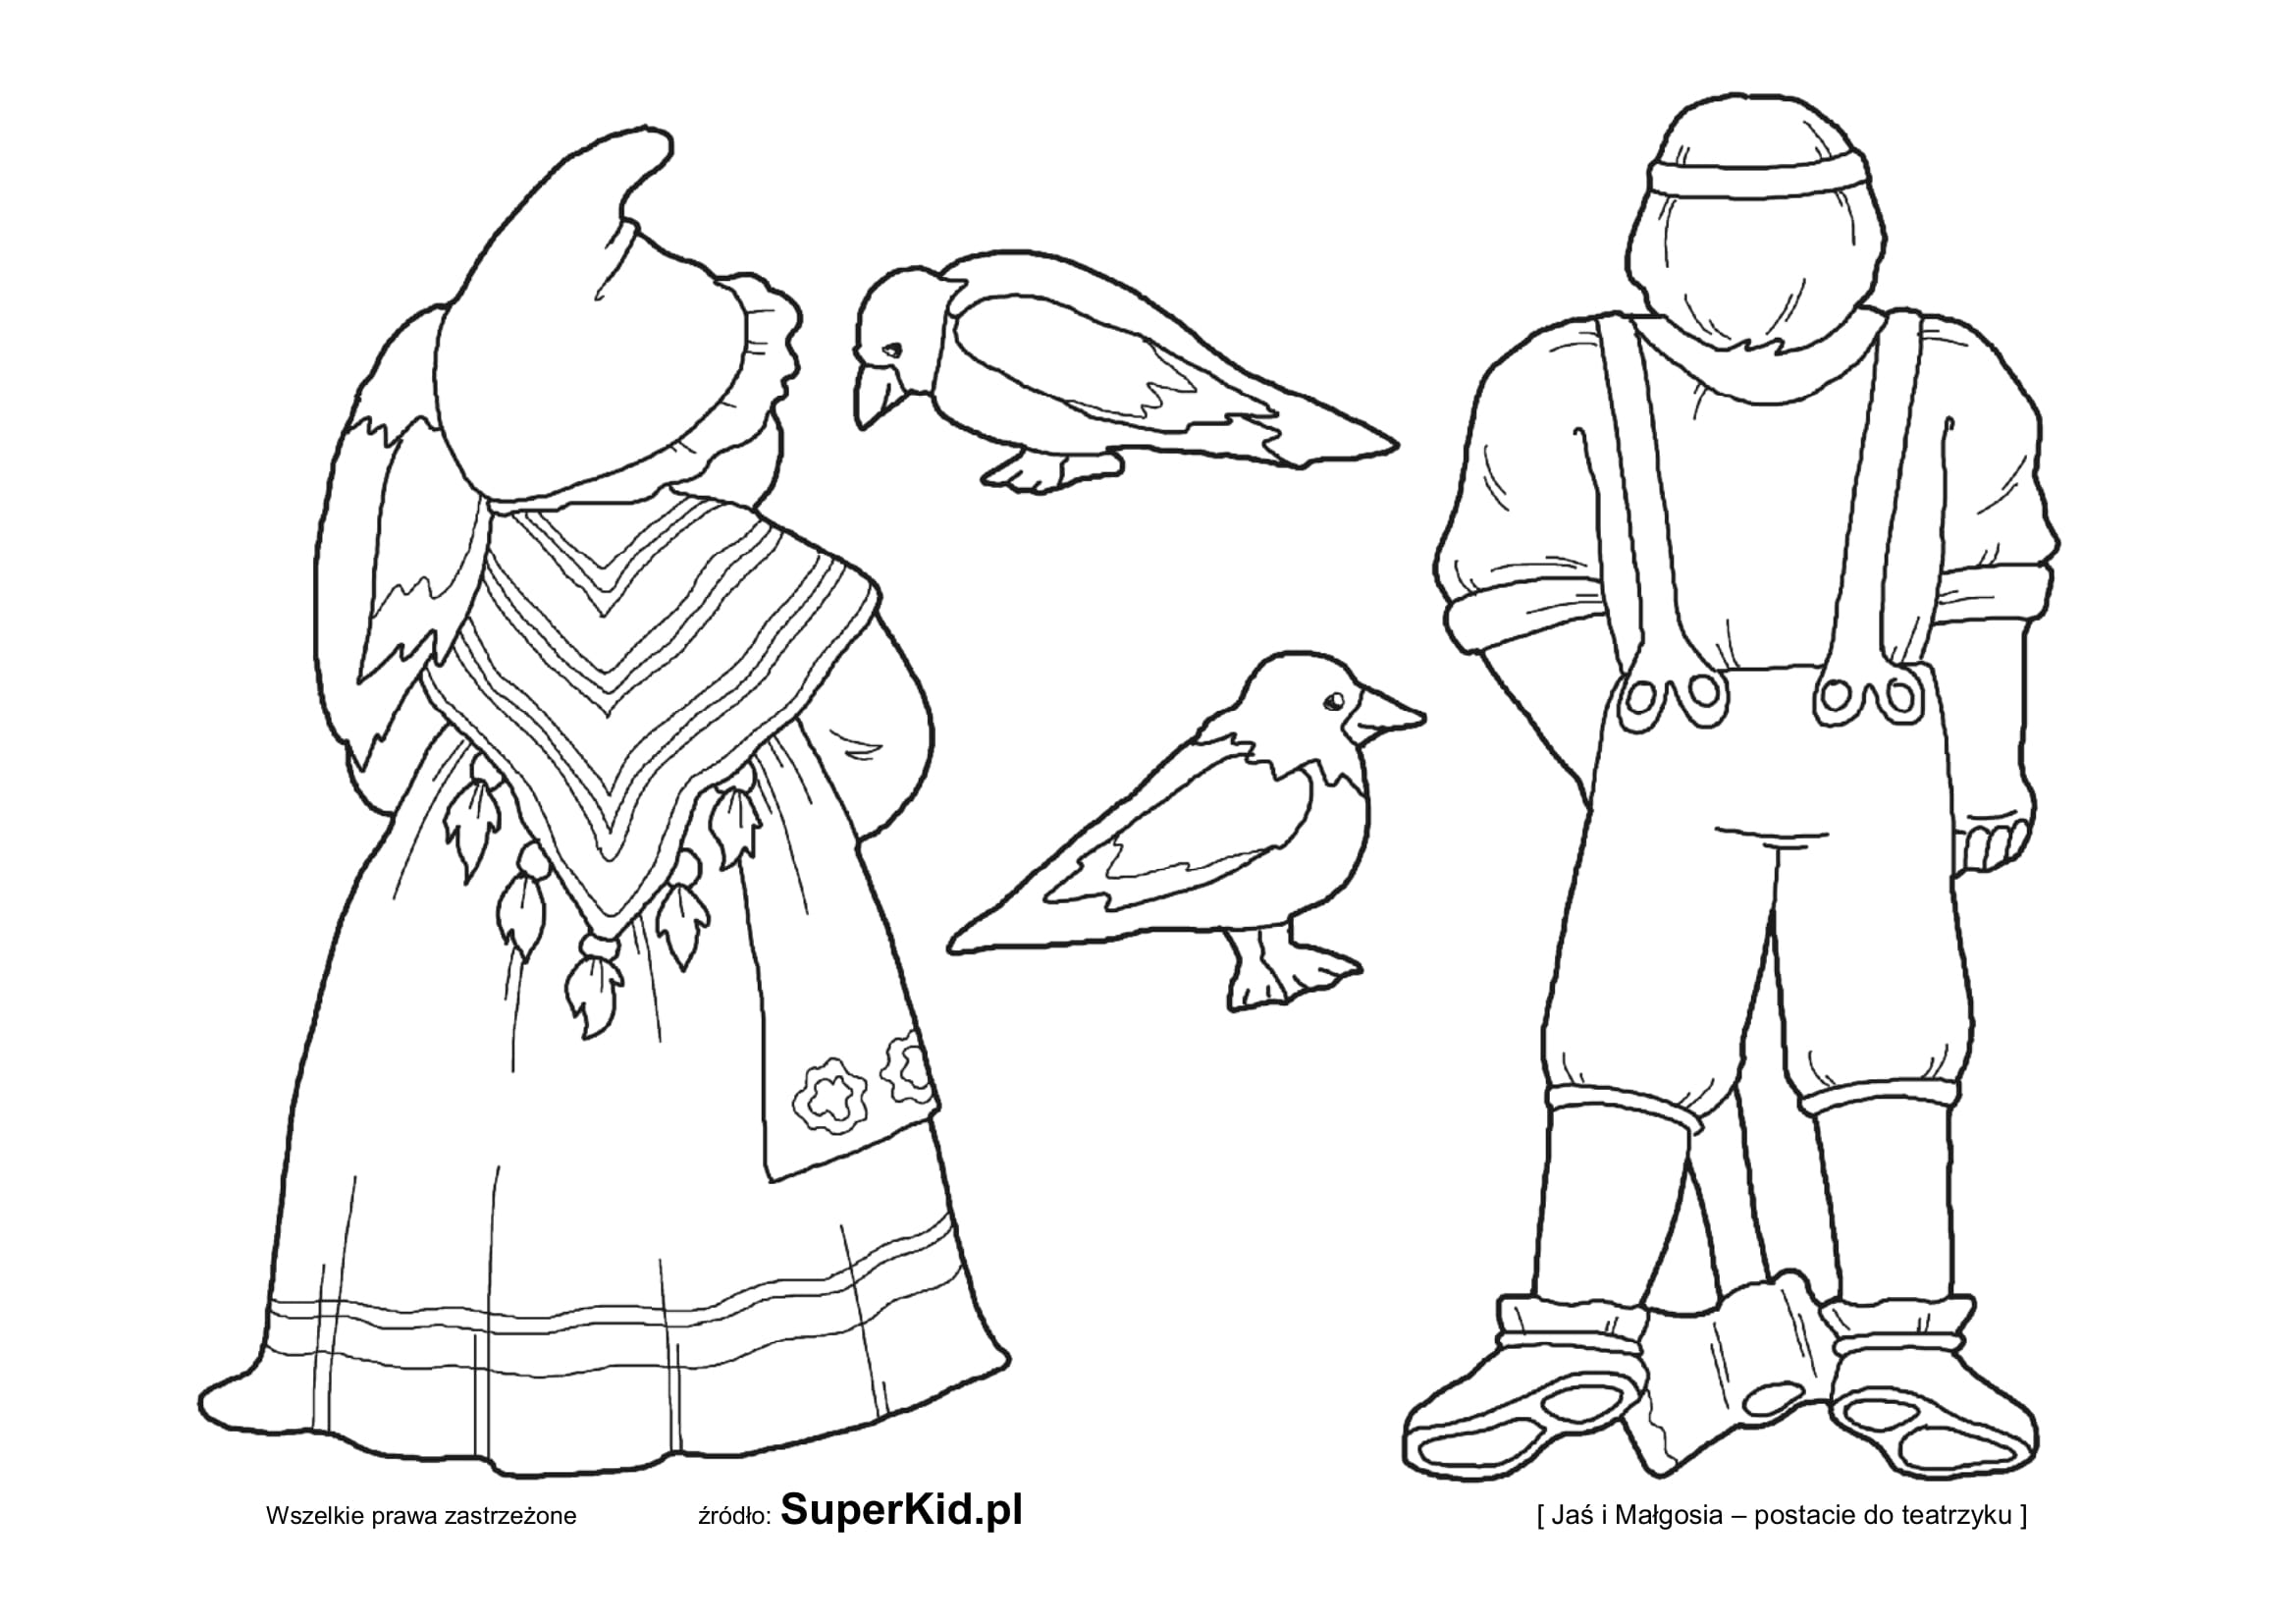 Wszelkie prawa zastrzeżone źródło: SuperKid.pl [ Jaś i Małgosia – postacie do teatrzyku ]